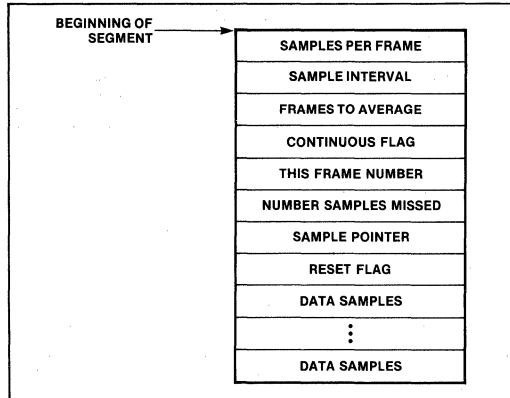 BEGINNING OF
SEGMENT
SAMPLES PER FRAME
SAMPLE INTERVAL
FRAMES TO AVERAGE
CONTINUOUS FLAG
THIS FRAME NUMBER
NUMBER SAMPLES MISSED
SAMPLE POINTER
RESET FLAG
DATA SAMPLES
DATA SAMPLES